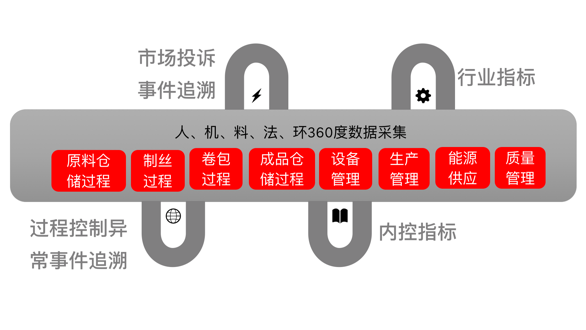 市场投诉
事件追溯
行业指标
人、机、料、法、环360度数据采集
原料仓
储过程
制丝
过程
卷包
过程
成品仓
储过程
设备
管理
生产
管理
能源
供应
质量
管理
过程控制异
常事件追溯
内控指标